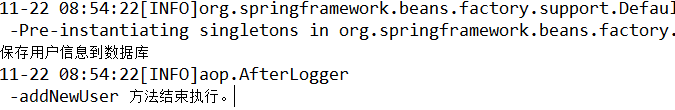 11-22 08:54:22[INFO]org.springframework.beans.factory.support.Defaul
-Pre-instantiating singletons in org.springframework.beans.factory.
保存用户信息到数据库
11-22 08:54:22[INFO]aop.AfterLogger
-addNewUser 方法结束执行。